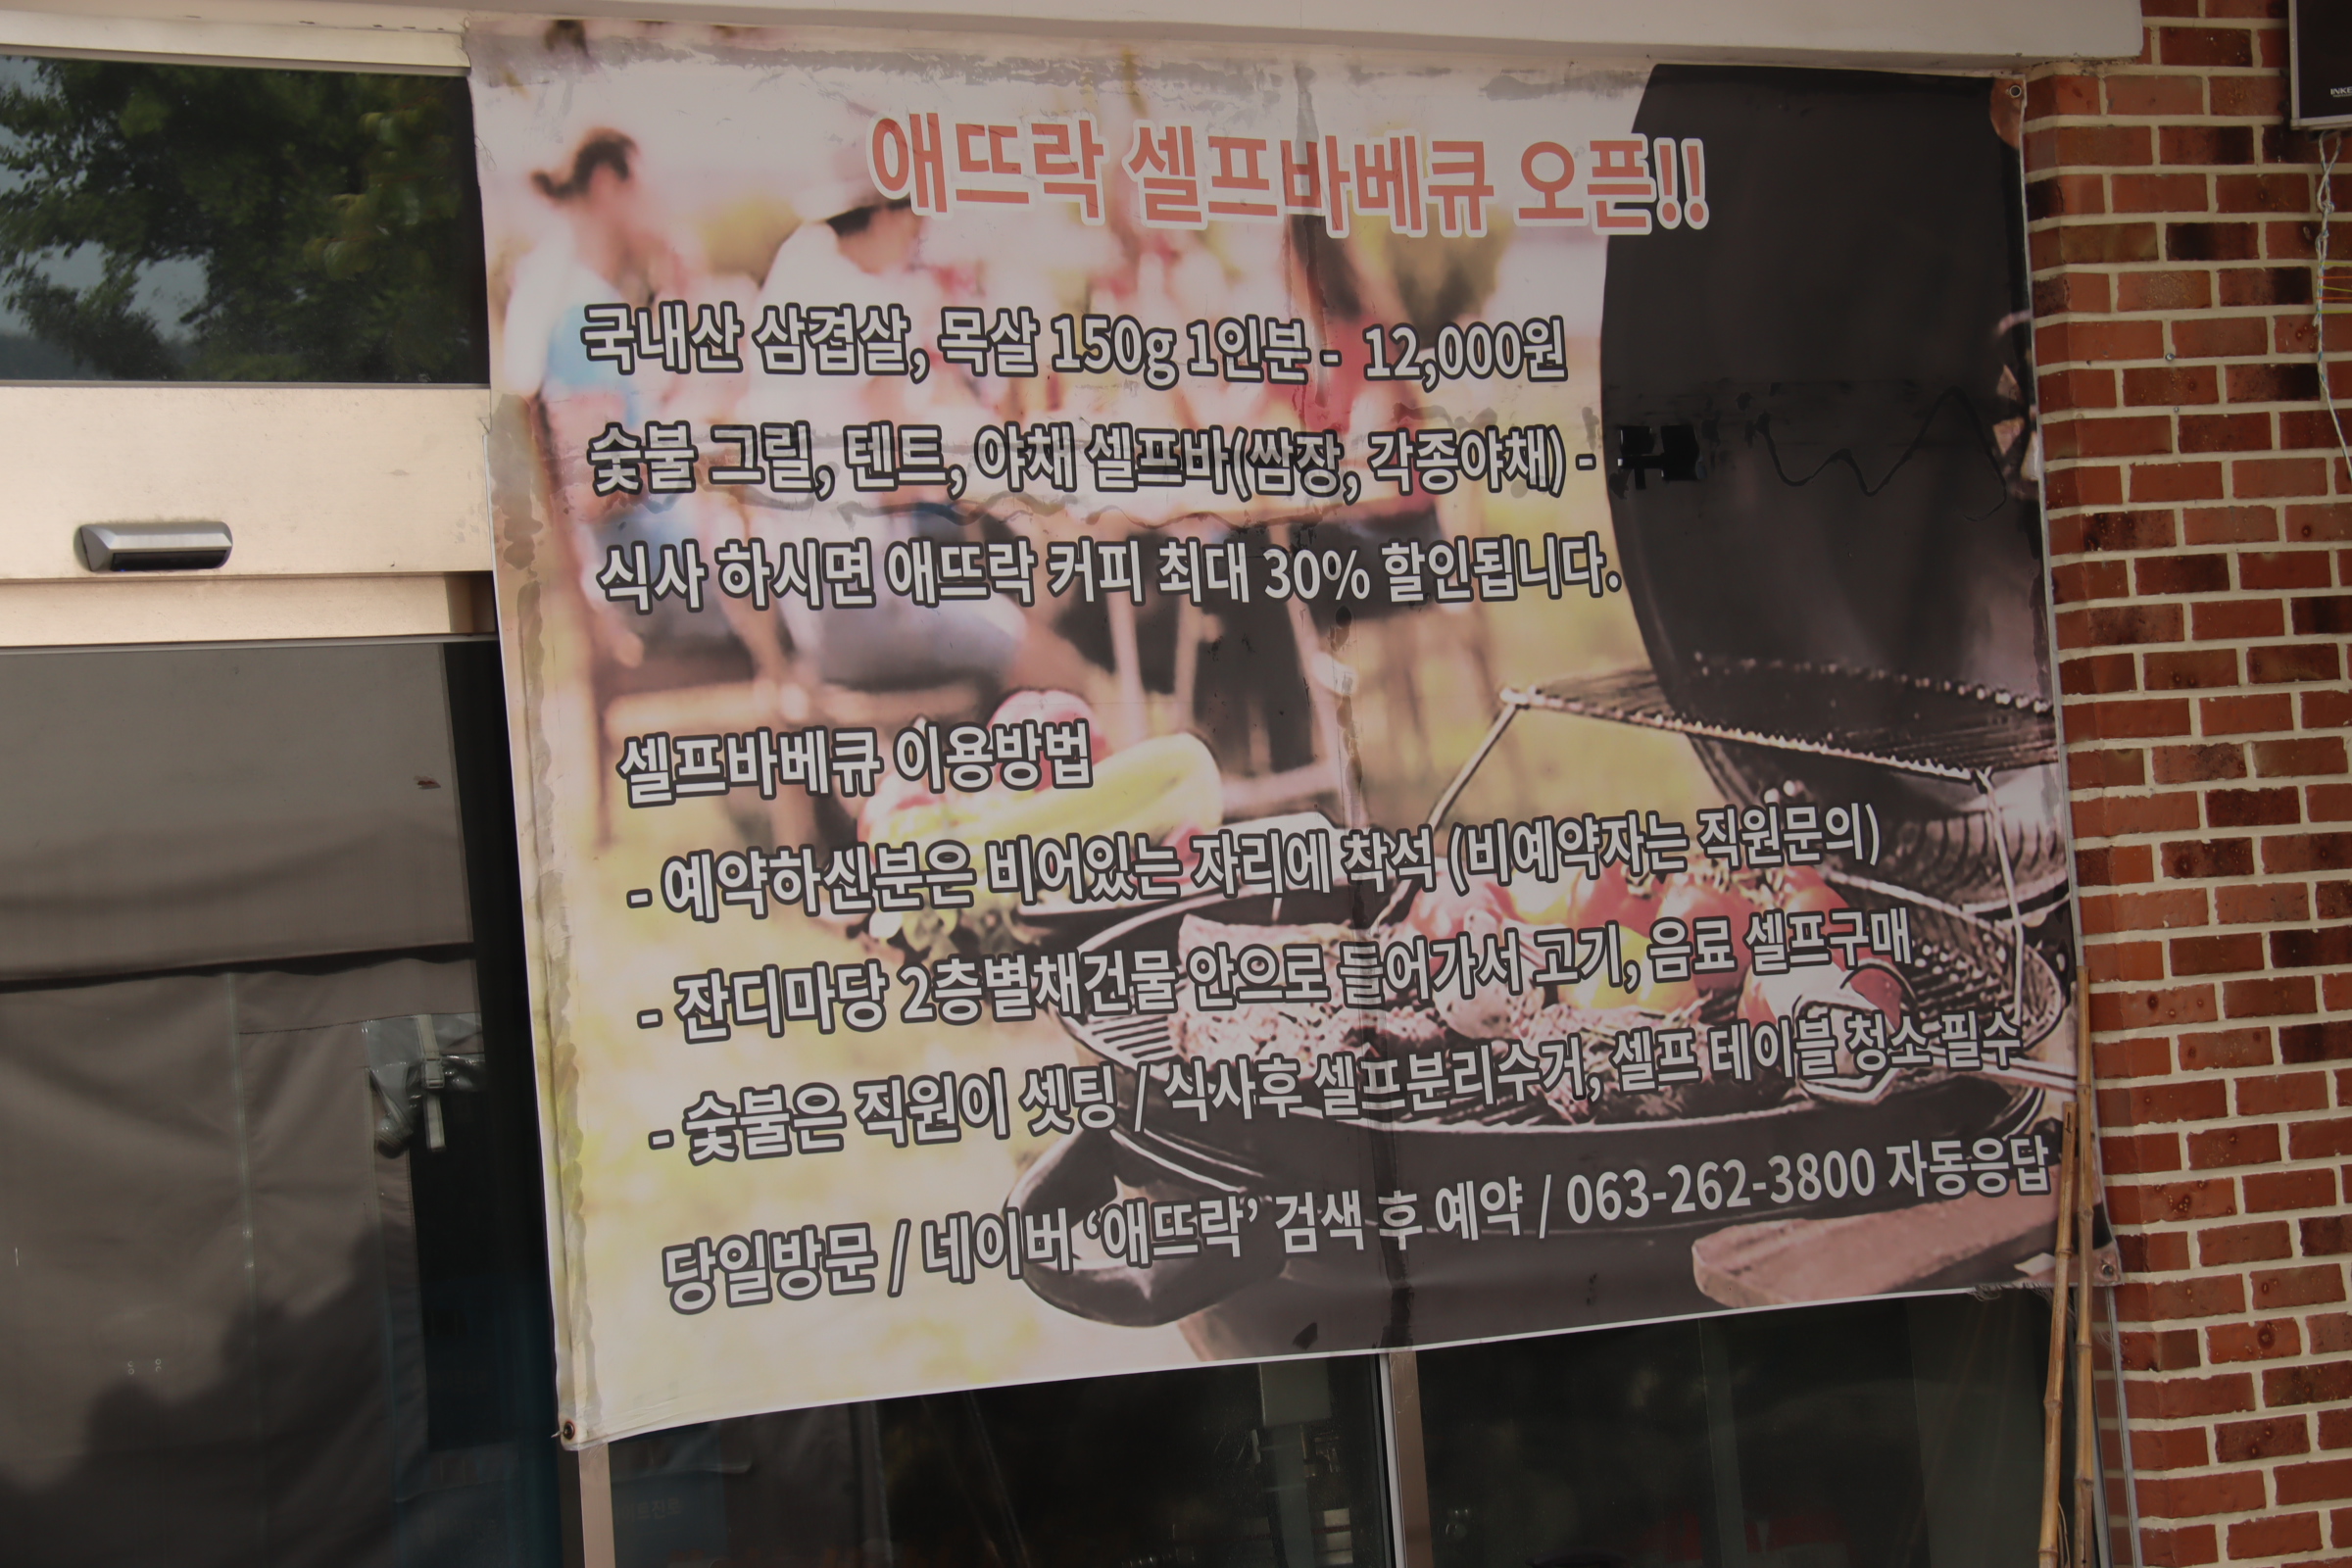 애뜨락 셀프바베큐 오픈!!
국내산 삼겹살, 목살 150g 1인분 - 12,000원
숯불 그릴, 텐트, 야채 셀프바(쌈장, 각종야채) -
식사 하시면 애뜨락 커피 최대 30% 할인됩니다.
셀프바베큐 이용방법
- 예약하신분은 비어있는 자리에 착석 (비예약자는 직원문의)
- 잔디마당 2층별채건물 안으로 들어가서 고기, 음료 셀프구매
- 숯불은 직원이 셋팅 / 식사후 셀프분리수거, 셀프 테이블 청소 필수
당일방문 / 네이버 ‘애뜨락’ 검색 후 예약 / 063-262-3800 자동응답